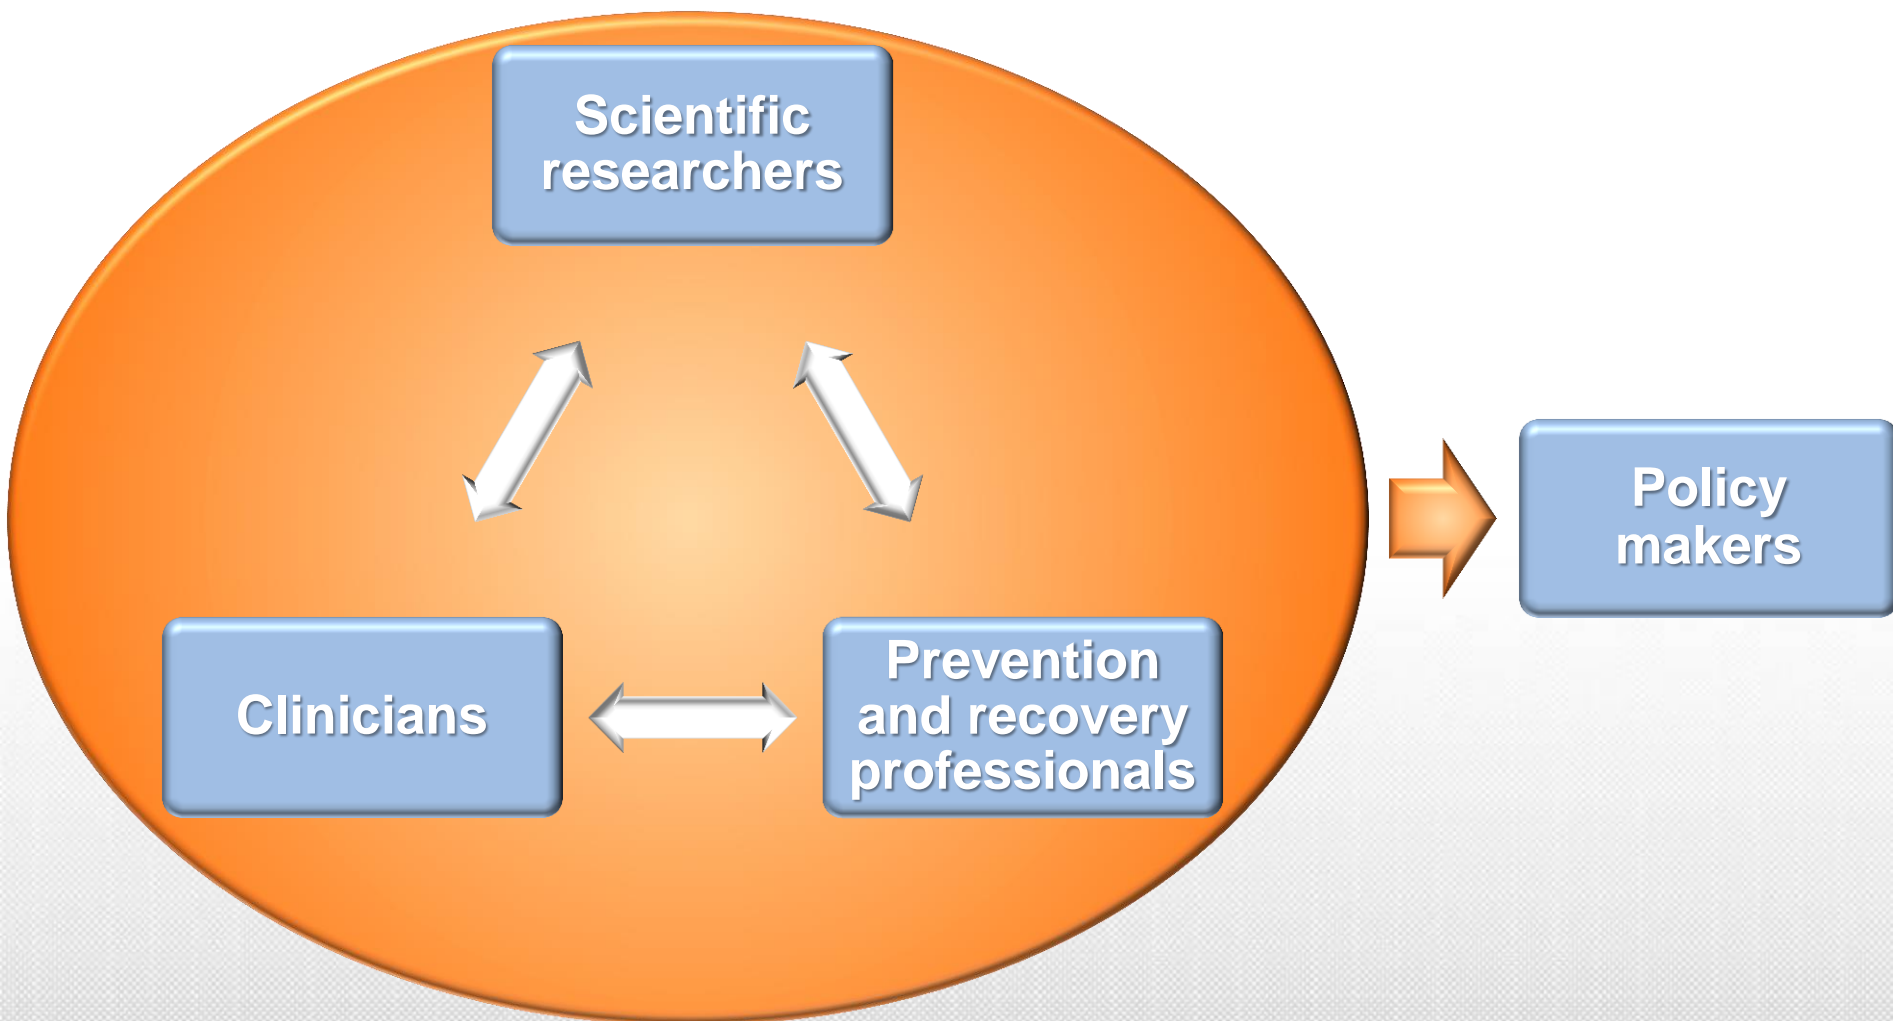 Scientific
researchers
Policy
makers
Clinicians
Prevention
and recovery
professionals